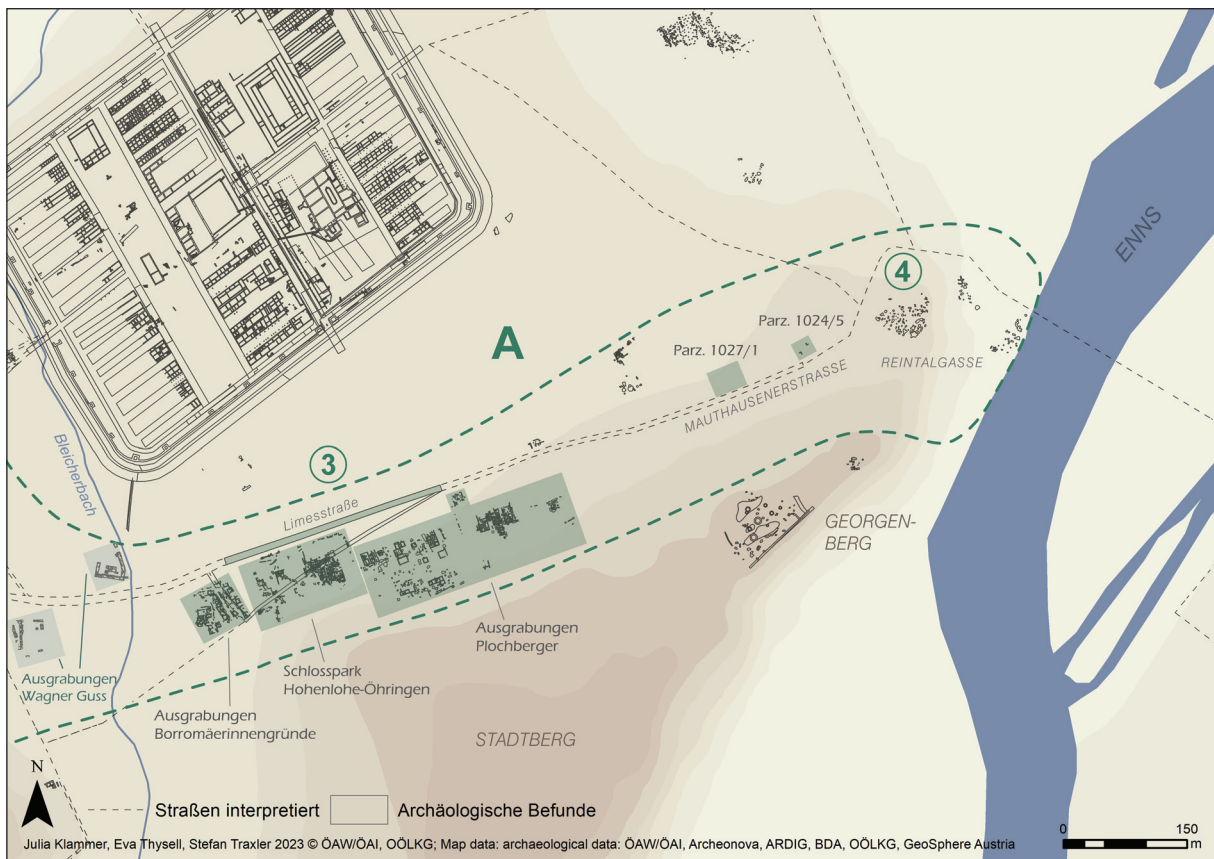 ENNS
4
Parz. 1024/5
A
Parz. 1027/1
REINTALGASSE
MAUTHAUSENERSTRASSE
3
Bleicherbach
Limesstraße
GEORGEN-
BERG
Ausgrabungen
Plochberger
Schlosspark
Hohenlohe-Öhringen
Ausgrabungen
Wagner Guss
Ausgrabungen
Borromäerinnengründe
STADTBERG
N
Straßen interpretiert
Archäologische Befunde
0 150
m
Julia Klammer, Eva Thysell, Stefan Traxler 2023 © ÖAW/ÖAI, OÖLKG; Map data: archaeological data: ÖAW/ÖAI, Archeonova, ARDIG, BDA, OÖLKG, GeoSphere Austria